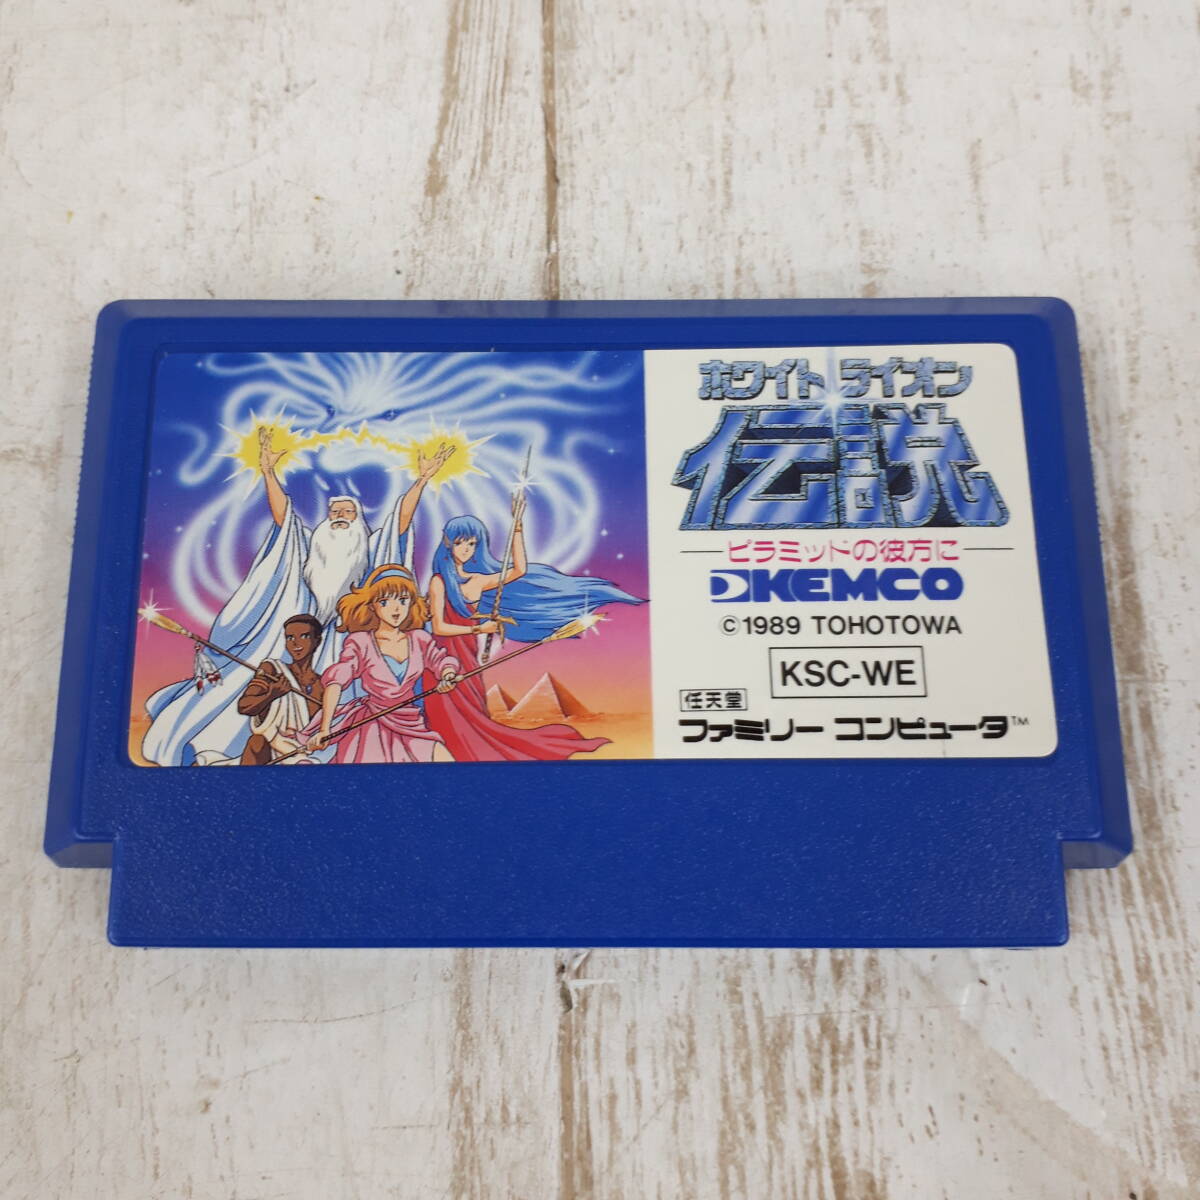 ホワイトライオン
伝説
ピラミッドの彼方に
KEMCO
© 1989 TOHOTOWA
KSC-WE
任天堂
ファミリー コンピュータ™